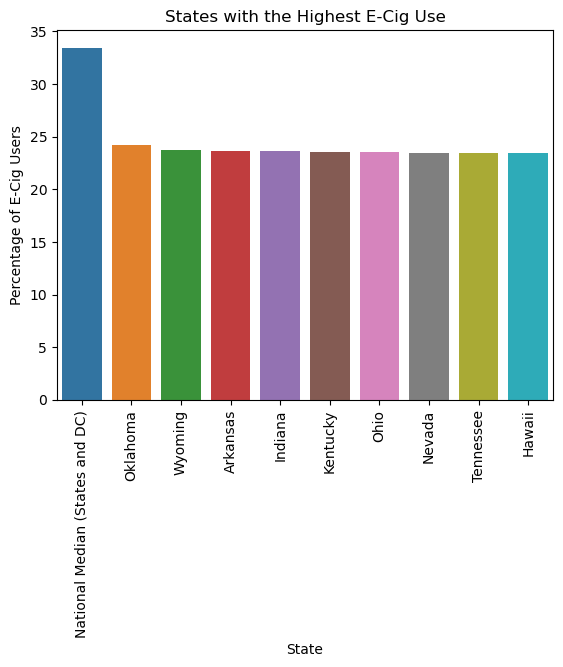 States with the Highest E-Cig Use
Percentage of E-Cig Users
35
30
25
20
15
10
5
0
National Median (States and DC)
Oklahoma
Wyoming
Arkansas
Indiana
Kentucky
Ohio
Nevada
Tennessee
Hawaii
State